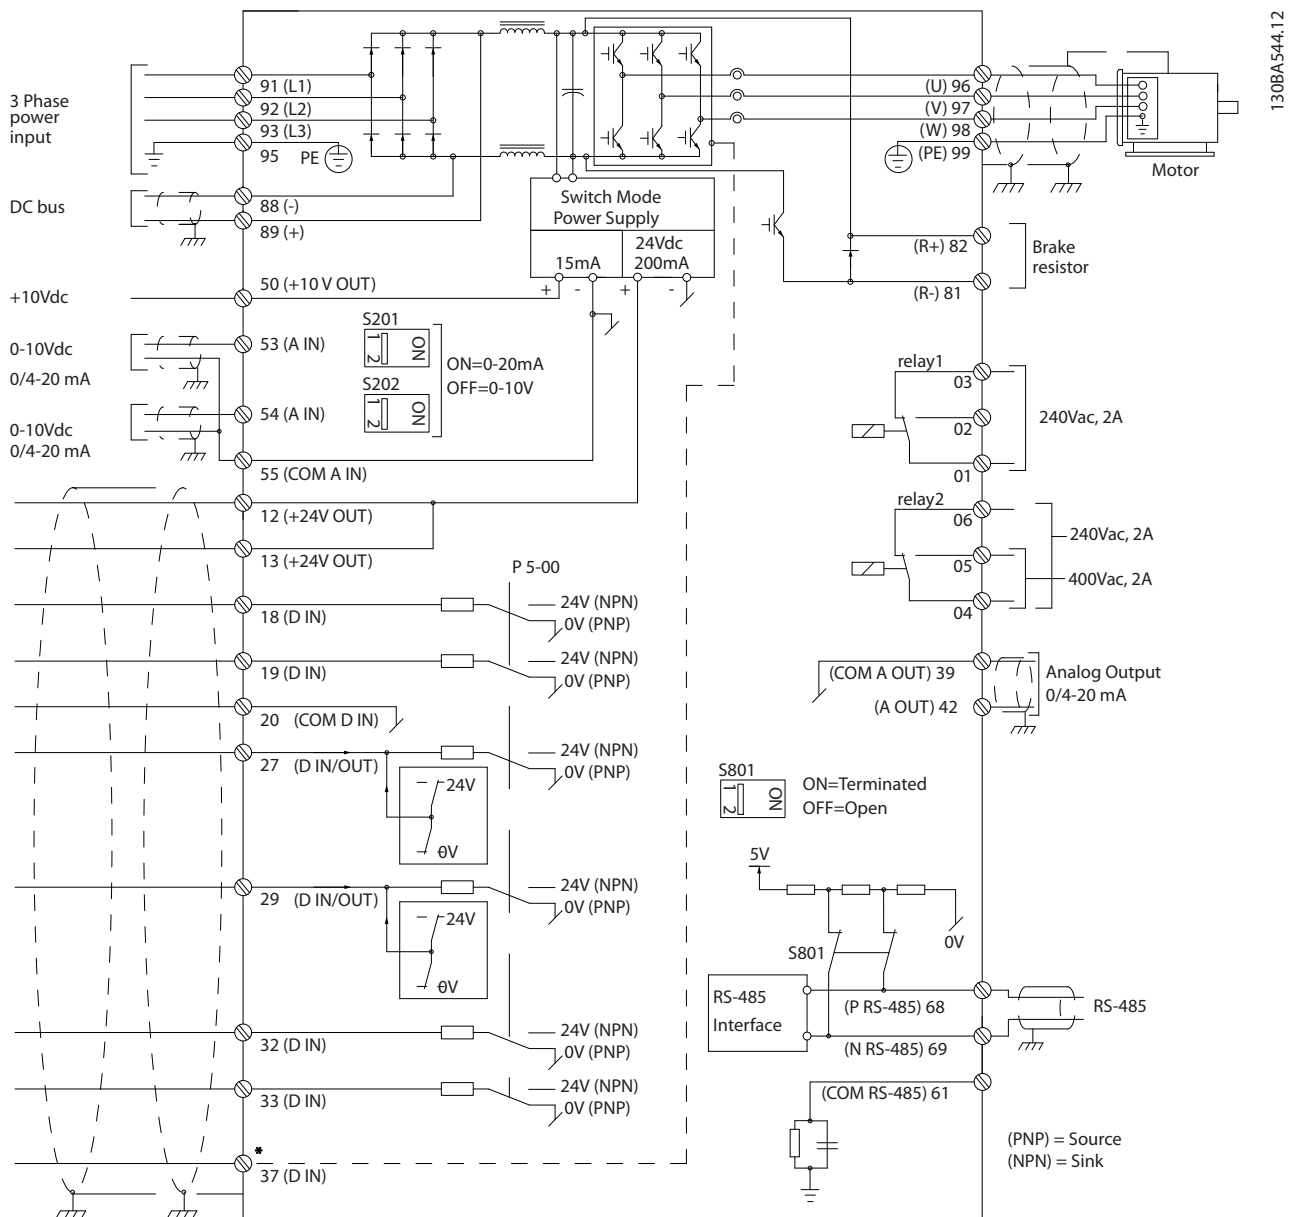 130BA544.12
3 Phase
power
input
91 (L1)
92 (L2)
93 (L3)
95 PE
DC bus
88 (-)
89 (+)
+10Vdc
50 (+10 V OUT)
0-10Vdc
0/4-20 mA
53 (A IN)
0-10Vdc
0/4-20 mA
54 (A IN)
55 (COM A IN)
12 (+24V OUT)
13 (+24V OUT)
18 (D IN)
19 (D IN)
20 (COM D IN)
27 (D IN/OUT)
29 (D IN/OUT)
32 (D IN)
33 (D IN)
*
37 (D IN)
S201
1 2
ON
S202
1 2
ON
ON=0-20mA
OFF=0-10V
Switch Mode
Power Supply
15mA
24Vdc
200mA
+ - + -
P 5-00
24V (NPN)
0V (PNP)
24V (NPN)
0V (PNP)
24V (NPN)
0V (PNP)
24V
0V
24V (NPN)
0V (PNP)
24V
0V
24V (NPN)
0V (PNP)
24V (NPN)
0V (PNP)
(U) 96
(V) 97
(W) 98
(PE) 99
Motor
(R+) 82
(R-) 81
Brake
resistor
relay1
03
02
01
240Vac, 2A
relay2
06
05
04
240Vac, 2A
400Vac, 2A
(COM A OUT) 39
(A OUT) 42
Analog Output
0/4-20 mA
S801
1 2
ON
ON=Terminated
OFF=Open
5V
0V
S801
RS-485
Interface
(P RS-485) 68
(N RS-485) 69
RS-485
(COM RS-485) 61
(PNP) = Source
(NPN) = Sink